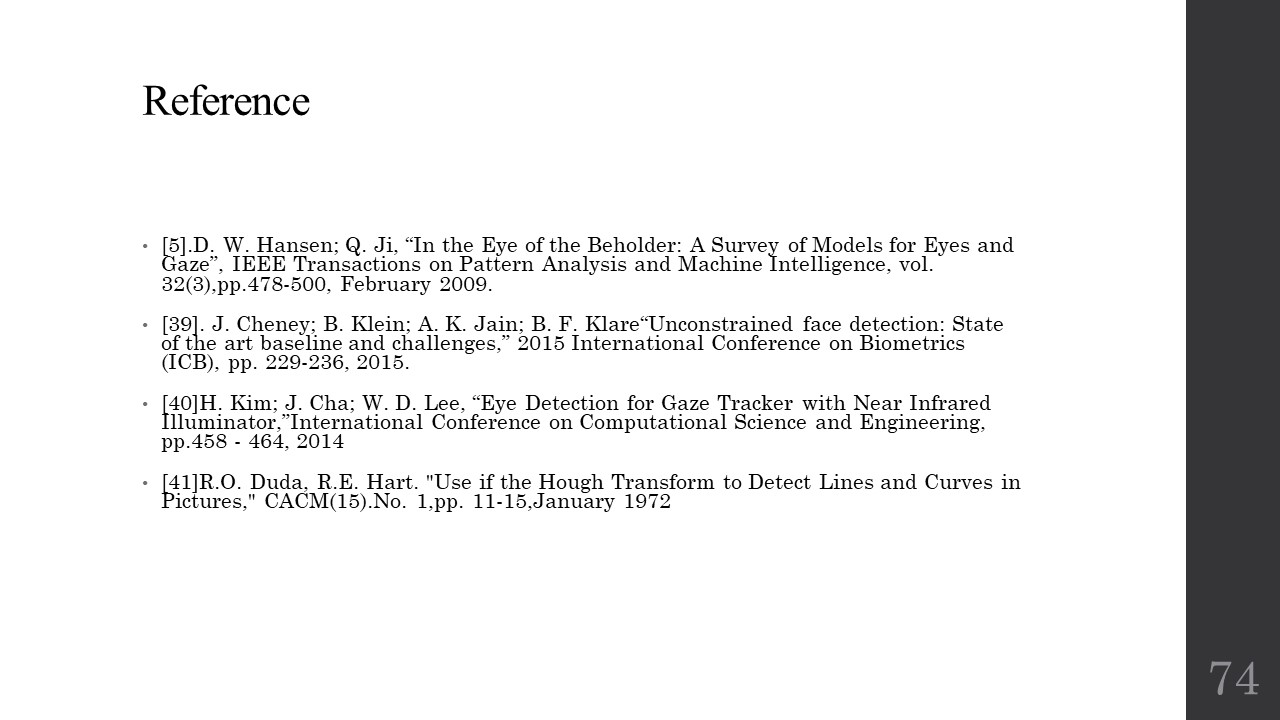 Reference
• [5].D. W. Hansen; Q. Ji, “In the Eye of the Beholder: A Survey of Models for Eyes and
Gaze”, IEEE Transactions on Pattern Analysis and Machine Intelligence, vol.
32(3),pp.478-500, February 2009.
• [39]. J. Cheney; B. Klein; A. K. Jain; B. F. Klare“Unconstrained face detection: State
of the art baseline and challenges,” 2015 International Conference on Biometrics
(ICB), pp. 229-236, 2015.
• [40]H. Kim; J. Cha; W. D. Lee, “Eye Detection for Gaze Tracker with Near Infrared
Illuminator,”International Conference on Computational Science and Engineering,
pp.458 - 464, 2014
• [41]R.O. Duda, R.E. Hart. "Use if the Hough Transform to Detect Lines and Curves in
Pictures," CACM(15).No. 1,pp. 11-15,January 1972
74